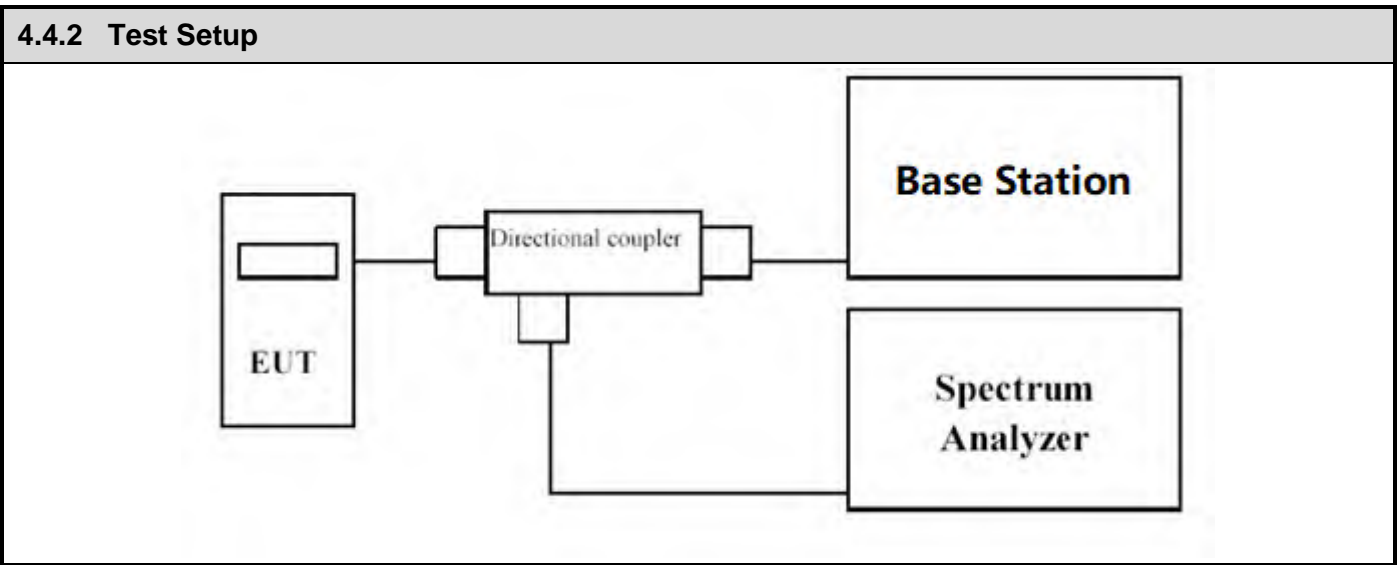 4.4.2 Test Setup
Base Station
Directional coupler
EUT
Spectrum
Analyzer